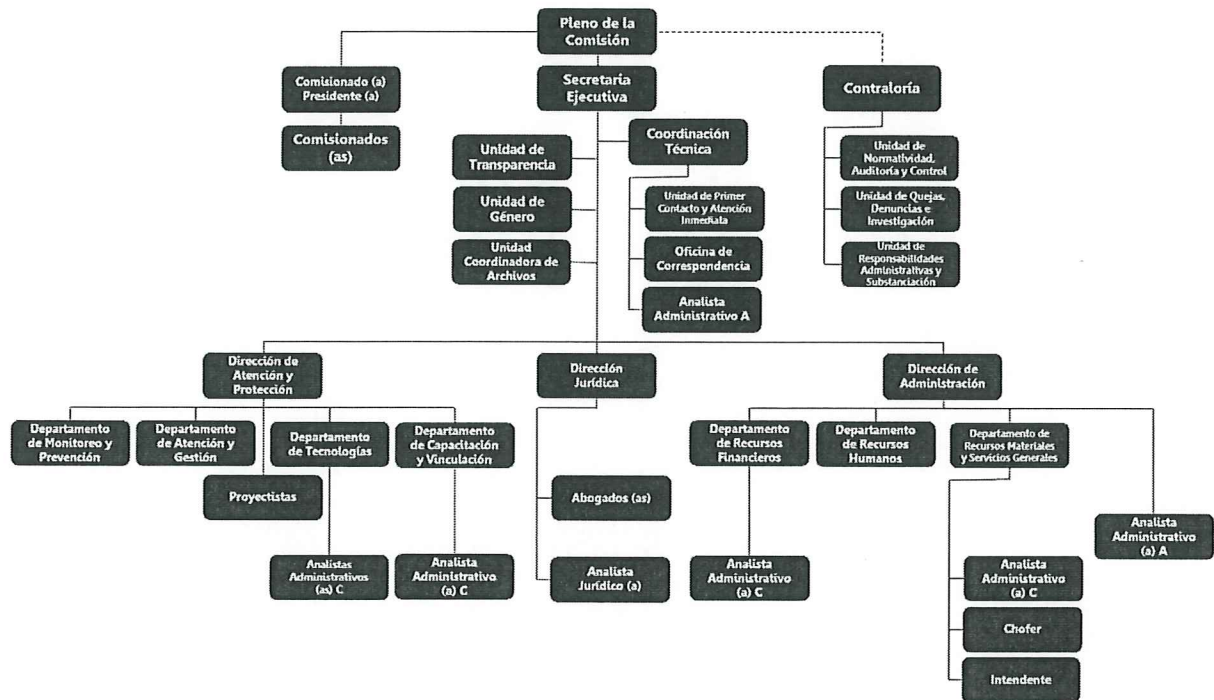 Pleno de la
Comisión
Comisionado (a)
Presidente (a)
Secretaria
Ejecutiva
Contraloría
Comisionados
(as)
Unidad de
Transparencia
Coordinación
Técnica
Unidad de
Normatividad,
Auditoría y Control
Unidad de
Género
Unidad de Primer
Contacto y Atención
Inmediata
Unidad de Quejas,
Denuncias e
Investigación
Unidad
Coordinadora de
Archivos
Oficina de
Correspondencia
Unidad de
Responsabilidades
Administrativas y
Substanciación
Analista
Administrativo A
Dirección de
Atención y
Protección
Dirección
Jurídica
Dirección de
Administración
Departamento
de Monitoreo y
Prevención
Departamento
de Atención y
Gestión
Departamento
de Tecnologías
Departamento
de Capacitación
y Vinculación
Departamento
de Recursos
Financieros
Departamento
de Recursos
Humanos
Departamento de
Recursos Materiales
y Servicios Generales
Proyectistas
Abogados (as)
Analista
Administrativo
(a) A
Analistas
Administrativos
(as) C
Analista
Administrativo
(a) C
Analista
Jurídico (a)
Analista
Administrativo
(a) C
Analista
Administrativo
(a) C
Chofer
Intendente